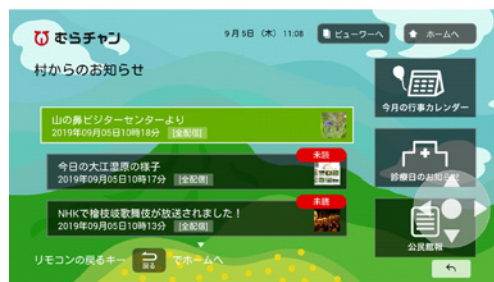 むらチャン
9月5日（木）11:08
ビューワーへ
ホームへ
村からのお知らせ
今月の行事カレンダー
山の鼻ビジターセンターより
2019年09月05日10時18分 [全配信]
未読
今日の大江湿原の様子
2019年09月05日10時17分 [全配信]
診療日のお知らせ
未読
NHKで檜枝岐歌舞伎が放送されました！
2019年09月05日10時13分 [全配信]
公民館報
リモコンの戻るキー 戻る でホームへ